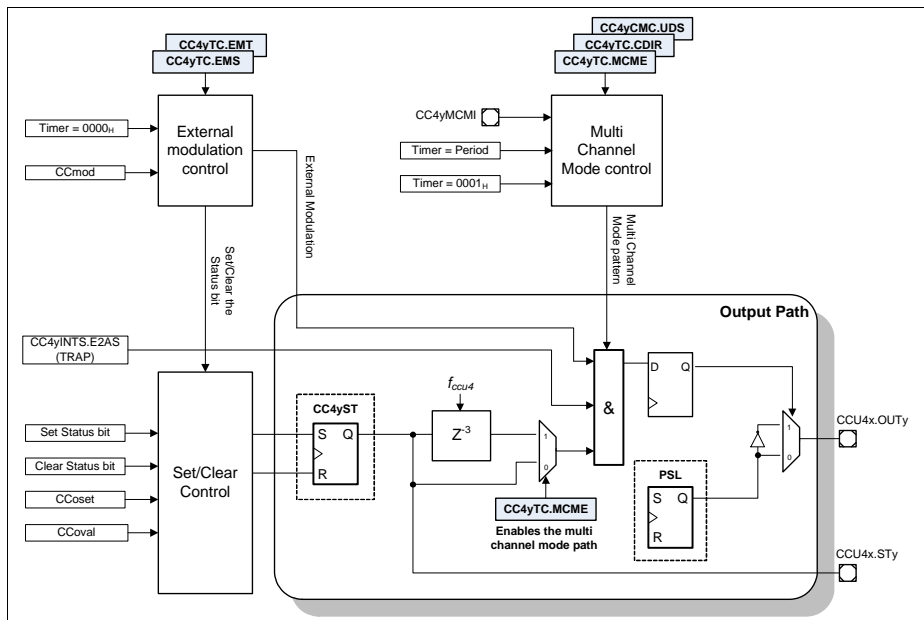 CC4yTC.EMT
CC4yTC.EMS
CC4yCMC.UDS
CC4yTC.CDIR
CC4yTC.MCME
Timer = 0000H
CCmod
External
modulation
control
CC4yMCMI
Timer = Period
Timer = 0001H
Multi
Channel
Mode control
External Modulation
Set/Clear the
Status bit
Multi Channel
Mode pattern
Output Path
CC4yINTS.E2AS
(TRAP)
Set Status bit
Clear Status bit
CCoset
CCoval
Set/Clear
Control
CC4yST
S Q
R
fccu4
Z-3
1
0
CC4yTC.MCME
Enables the multi
channel mode path
&
D Q
PSL
S Q
R
1
0
CCU4x.OUTy
CCU4x.STy